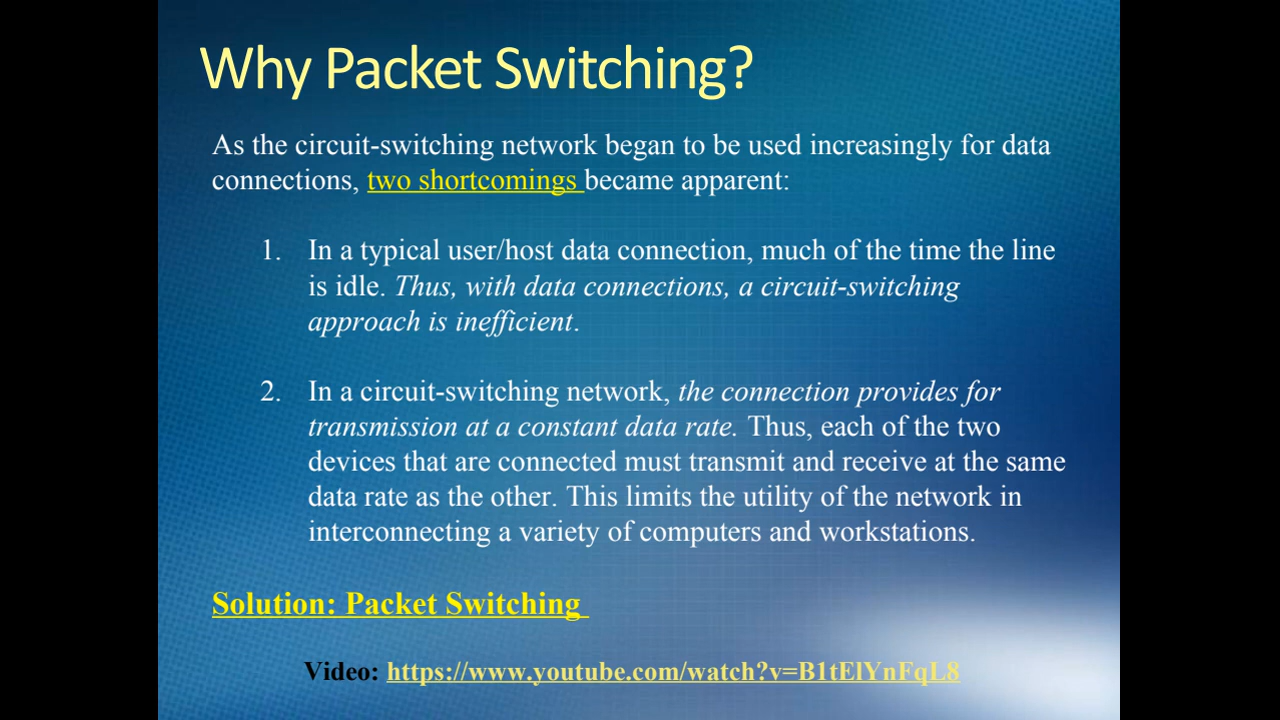 Why Packet Switching?
As the circuit-switching network began to be used increasingly for data
connections, two shortcomings became apparent:
1. In a typical user/host data connection, much of the time the line
is idle. Thus, with data connections, a circuit-switching
approach is inefficient.
2. In a circuit-switching network, the connection provides for
transmission at a constant data rate. Thus, each of the two
devices that are connected must transmit and receive at the same
data rate as the other. This limits the utility of the network in
interconnecting a variety of computers and workstations.
Solution: Packet Switching
Video: https://www.youtube.com/watch?v=B1tElYnFqL8